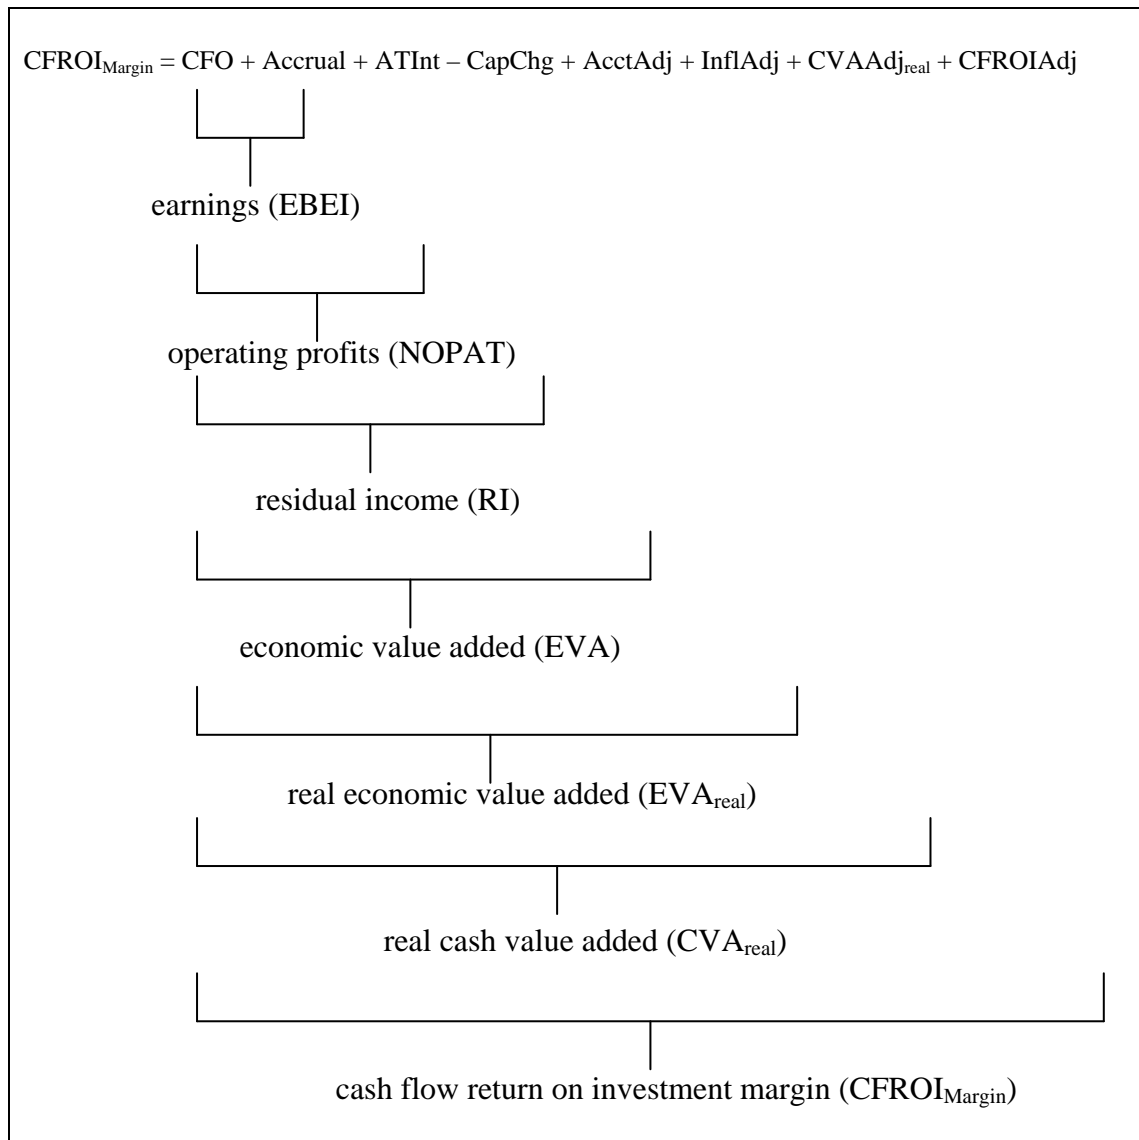 CFROI_Margin = CFO + Accrual + ATInt – CapChg + AcctAdj + InflAdj + CVAAdj_real + CFROIAdj
earnings (EBEI)
operating profits (NOPAT)
residual income (RI)
economic value added (EVA)
real economic value added (EVA_real)
real cash value added (CVA_real)
cash flow return on investment margin (CFROI_Margin)